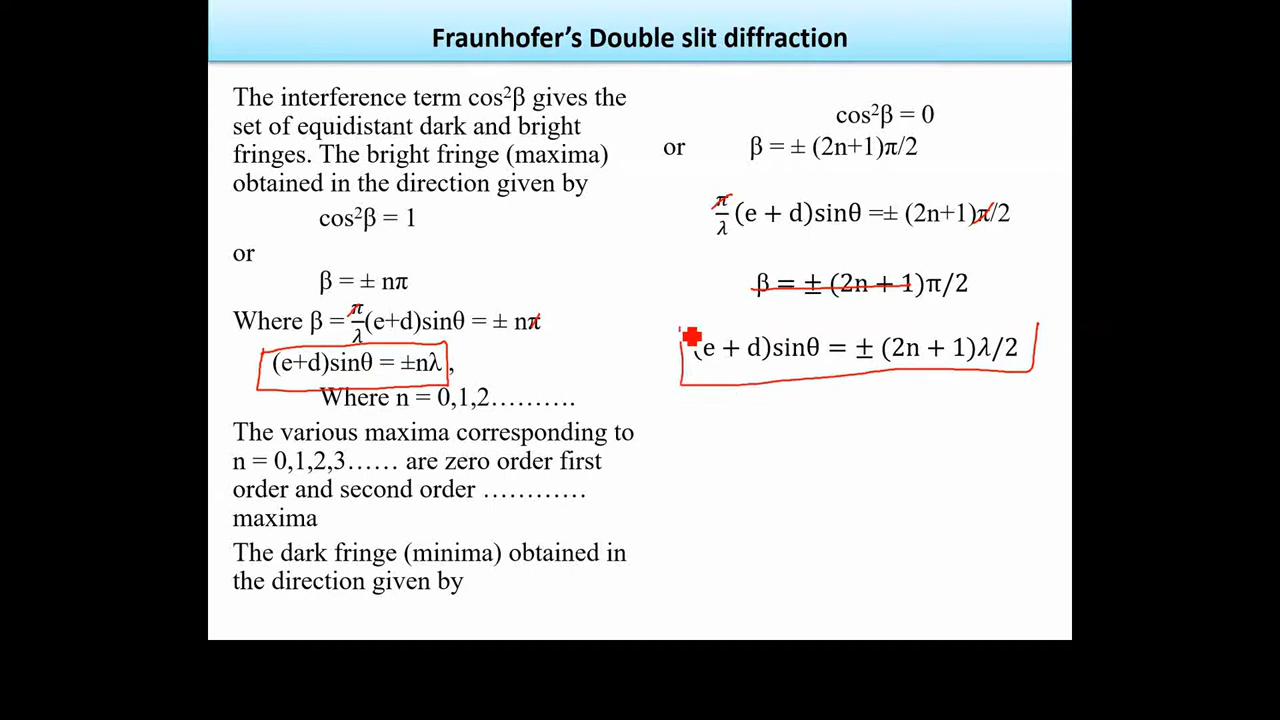 Fraunhofer's Double slit diffraction
The interference term cos²β gives the
set of equidistant dark and bright
fringes. The bright fringe (maxima)
obtained in the direction given by
cos²β = 1
or
β = ± nπ
Where β = π/λ(e+d)sinθ = ± nπ
(e+d)sinθ = ±nλ ,
Where n = 0,1,2……….
The various maxima corresponding to
n = 0,1,2,3…… are zero order first
order and second order …………
maxima
The dark fringe (minima) obtained in
the direction given by
cos²β = 0
or β = ± (2n+1)π/2
π/λ (e + d)sinθ =± (2n+1)π/2
β = ± (2n + 1)π/2
(e + d)sinθ = ± (2n + 1)λ/2